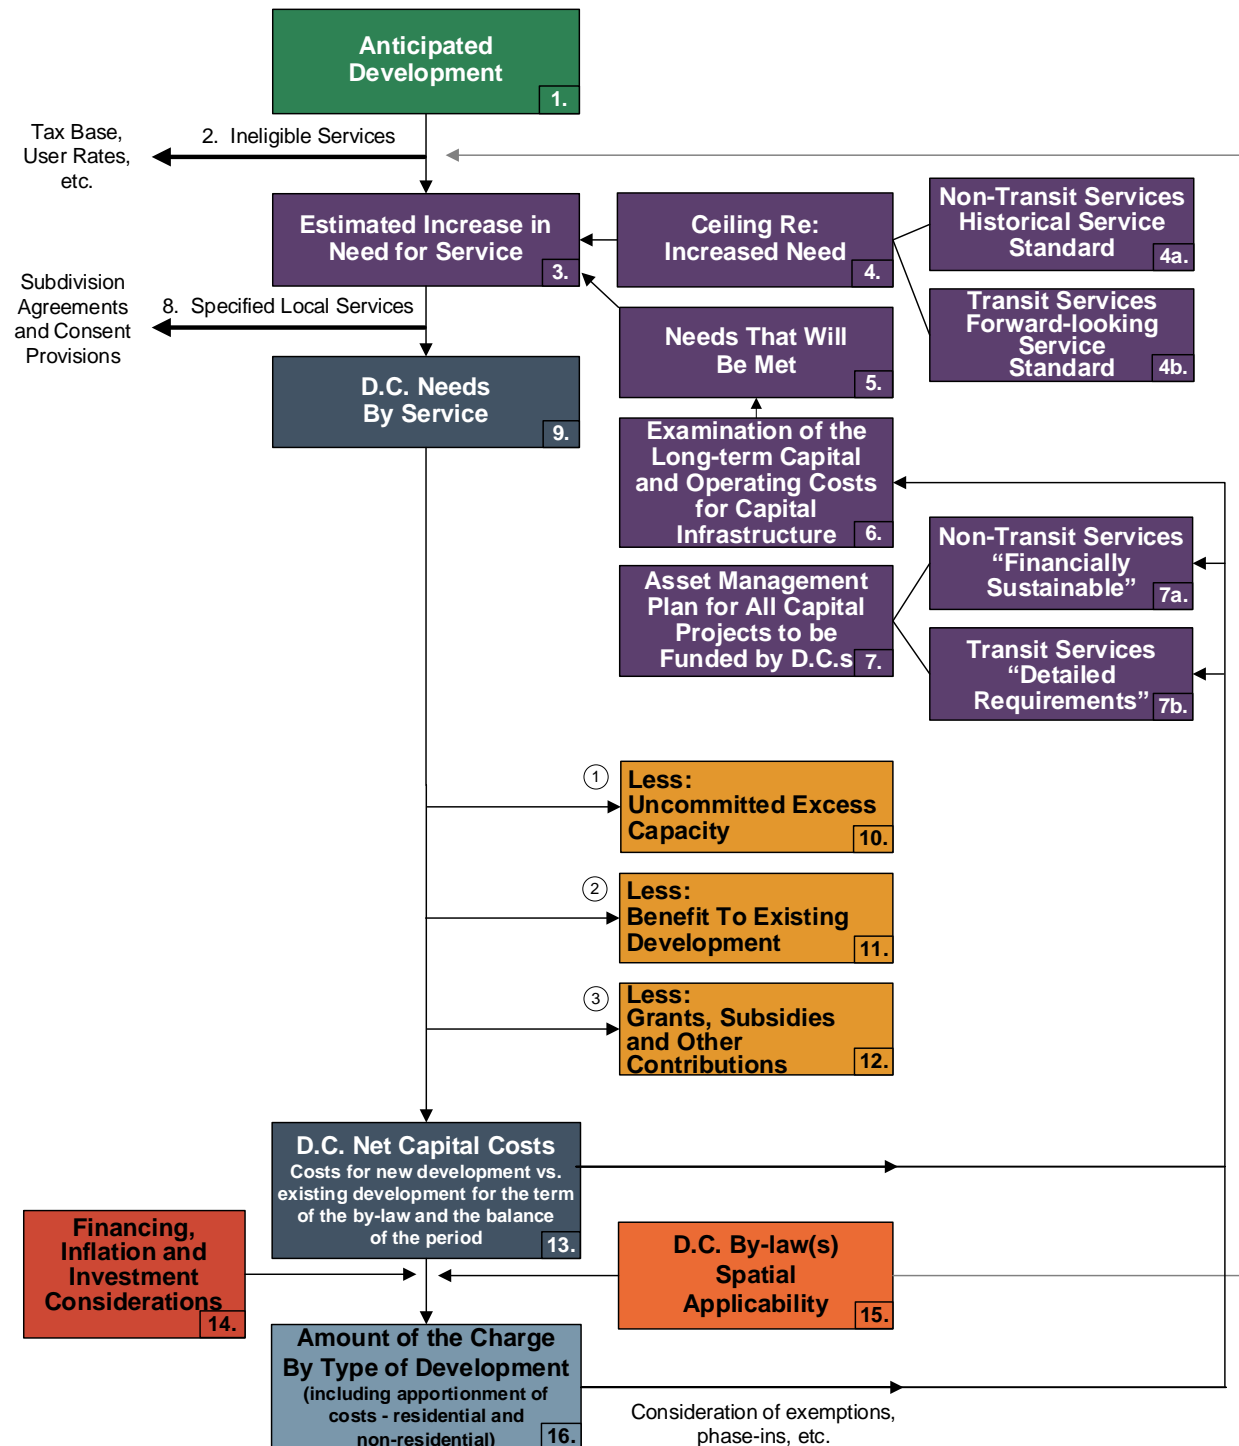 Anticipated
Development
1.
Tax Base,
User Rates,
etc.
2. Ineligible Services
Estimated Increase in
Need for Service
3.
Ceiling Re:
Increased Need
4.
Non-Transit Services
Historical Service
Standard
4a.
Transit Services
Forward-looking
Service
Standard
4b.
Subdivision
Agreements
and Consent
Provisions
8. Specified Local Services
Needs That Will
Be Met
5.
D.C. Needs
By Service
9.
Examination of the
Long-term Capital
and Operating Costs
for Capital
Infrastructure
6.
Asset Management
Plan for All Capital
Projects to be
Funded by D.C.s
7.
Non-Transit Services
“Financially
Sustainable”
7a.
Transit Services
“Detailed
Requirements”
7b.
1
Less:
Uncommitted Excess
Capacity
10.
2
Less:
Benefit To Existing
Development
11.
3
Less:
Grants, Subsidies
and Other
Contributions
12.
D.C. Net Capital Costs
Costs for new development vs.
existing development for the term
of the by-law and the balance
of the period
13.
Financing,
Inflation and
Investment
Considerations
14.
D.C. By-law(s)
Spatial
Applicability
15.
Amount of the Charge
By Type of Development
(including apportionment of
costs - residential and
non-residential)
16.
Consideration of exemptions,
phase-ins, etc.